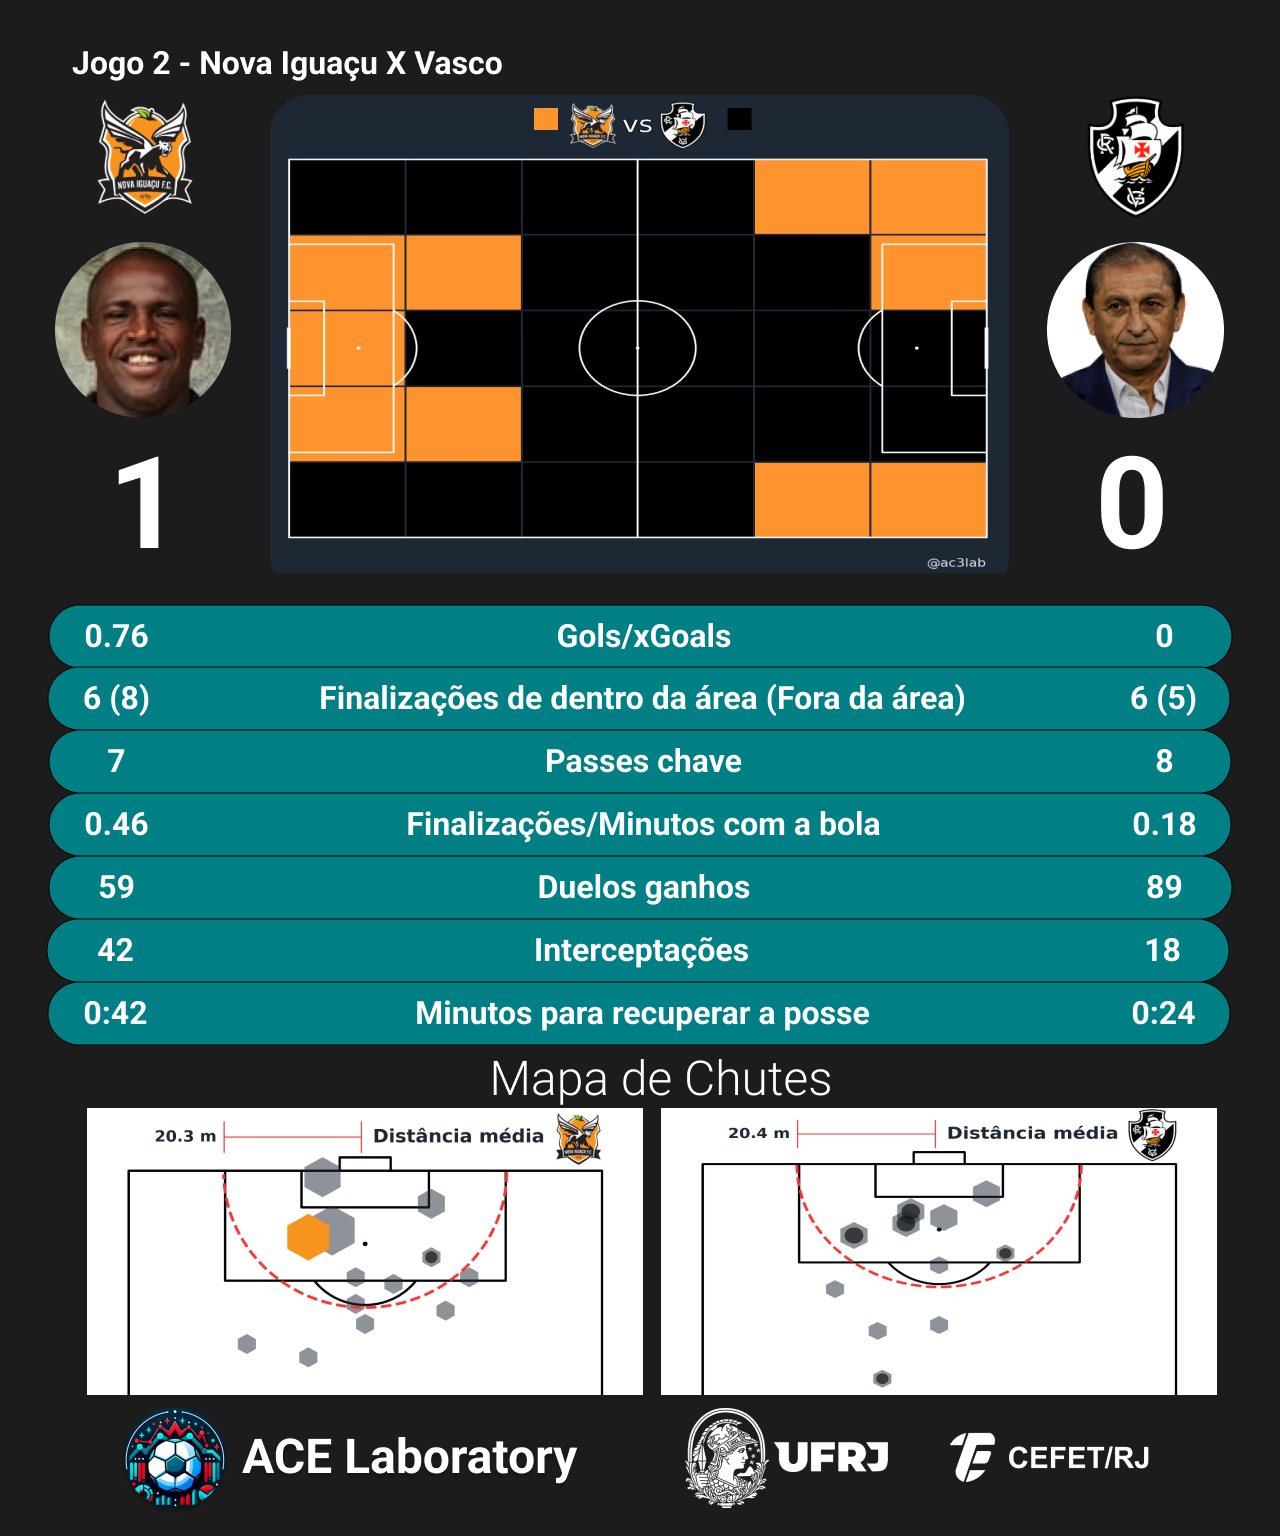 Jogo 2 - Nova Iguaçu X Vasco
NOVA IGUAÇU F.C.
vs
@ac3lab
1
0
0.76 Gols/xGoals 0
6 (8) Finalizações de dentro da área (Fora da área) 6 (5)
7 Passes chave 8
0.46 Finalizações/Minutos com a bola 0.18
59 Duelos ganhos 89
42 Interceptações 18
0:42 Minutos para recuperar a posse 0:24
Mapa de Chutes
20.3 m Distância média
20.4 m Distância média
ACE Laboratory
UFRJ
CEFET/RJ